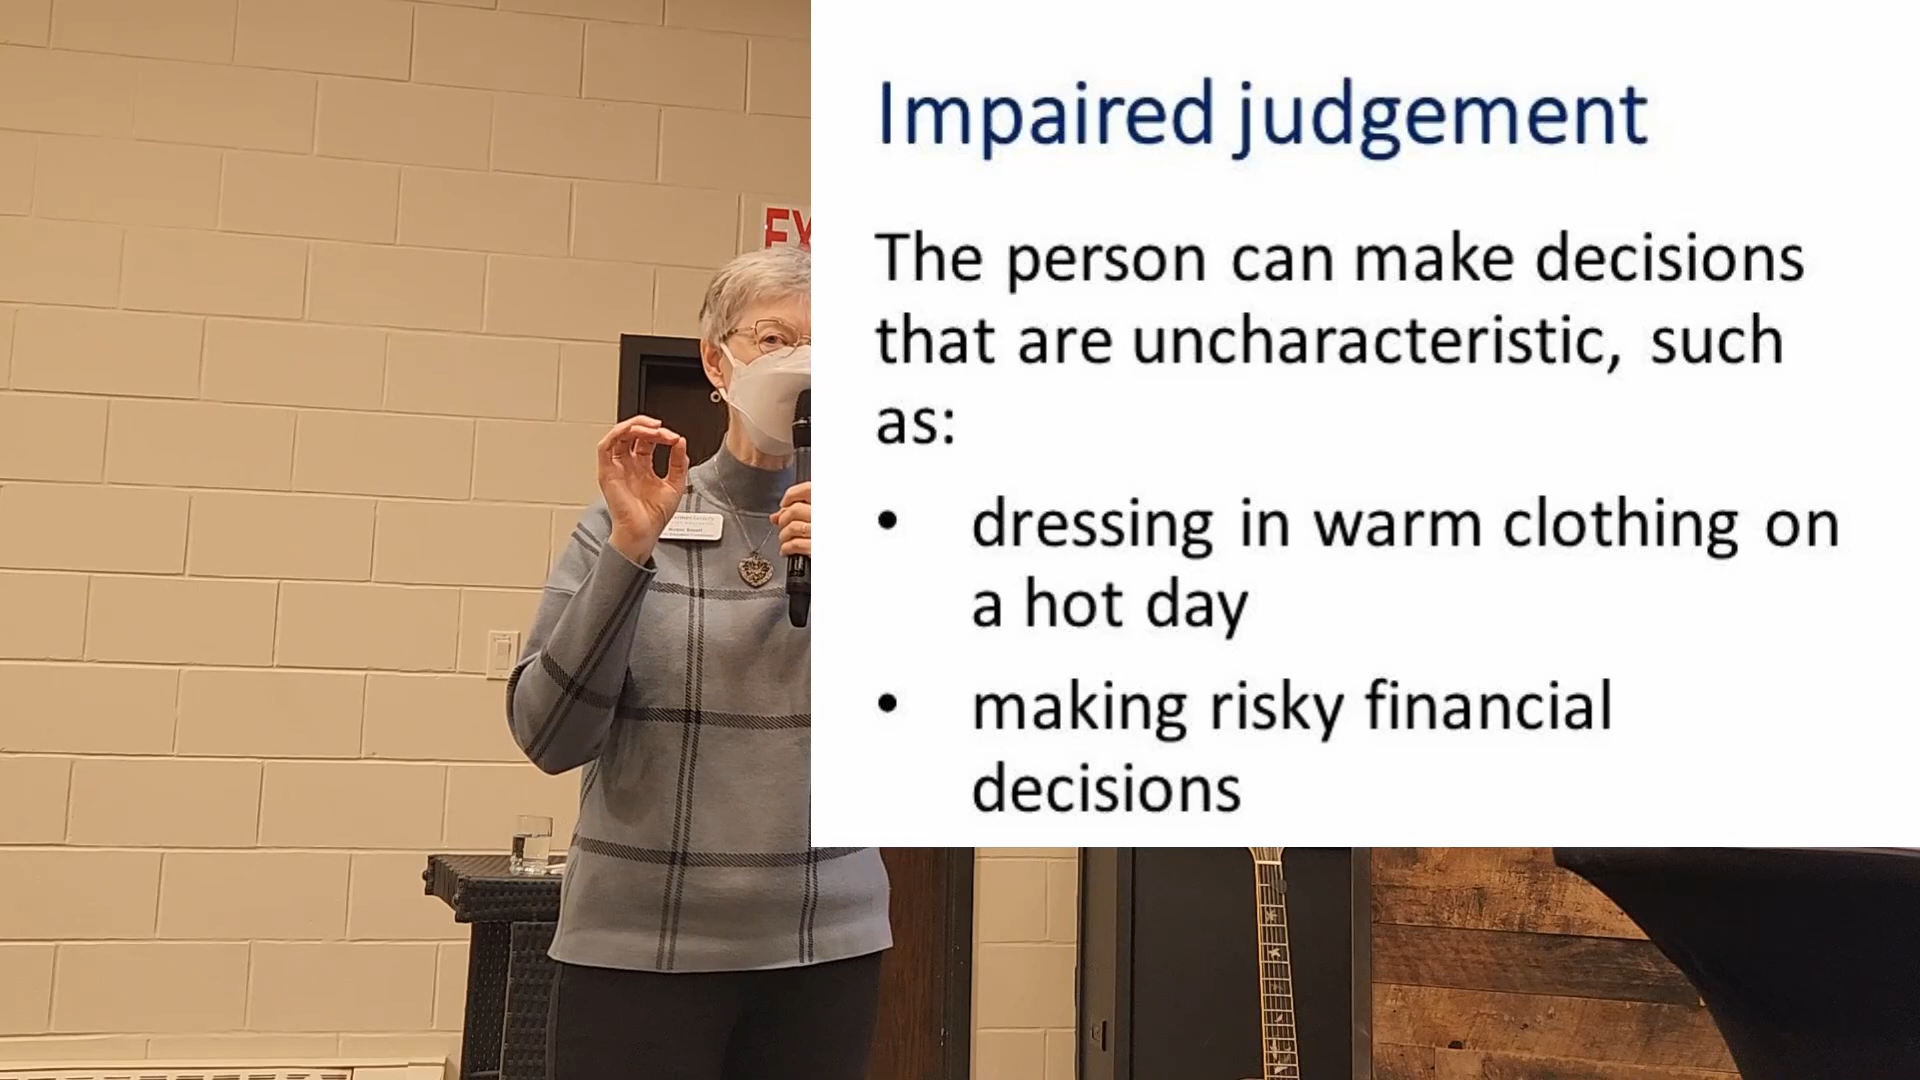 Impaired judgement
The person can make decisions
that are uncharacteristic, such
as:
• dressing in warm clothing on
a hot day
• making risky financial
decisions
EX